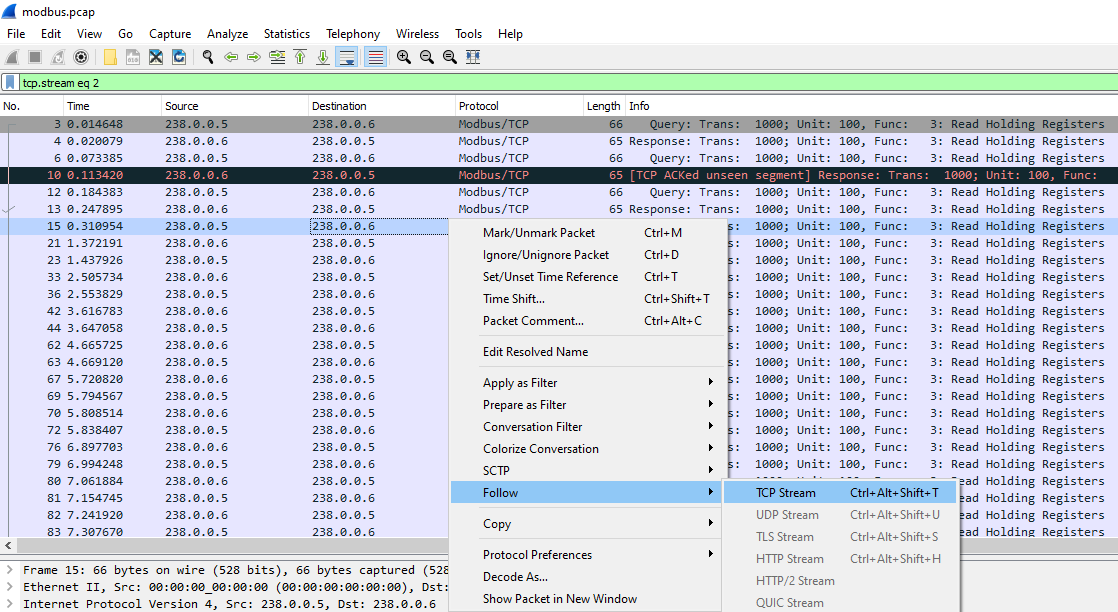 modbus.pcap
File Edit View Go Capture Analyze Statistics Telephony Wireless Tools Help
tcp.stream eq 2
No. Time Source Destination Protocol Length Info
3 0.014648 238.0.0.5 238.0.0.6 Modbus/TCP 66 Query: Trans: 1000; Unit: 100, Func: 3: Read Holding Registers
4 0.020079 238.0.0.6 238.0.0.5 Modbus/TCP 65 Response: Trans: 1000; Unit: 100, Func: 3: Read Holding Registers
6 0.073385 238.0.0.5 238.0.0.6 Modbus/TCP 66 Query: Trans: 1000; Unit: 100, Func: 3: Read Holding Registers
10 0.113420 238.0.0.6 238.0.0.5 Modbus/TCP 65 [TCP ACKed unseen segment] Response: Trans: 1000; Unit: 100, Func:
12 0.184383 238.0.0.5 238.0.0.6 Modbus/TCP 66 Query: Trans: 1000; Unit: 100, Func: 3: Read Holding Registers
13 0.247895 238.0.0.6 238.0.0.5 Modbus/TCP 65 Response: Trans: 1000; Unit: 100, Func: 3: Read Holding Registers
15 0.310954 238.0.0.5 238.0.0.6 s: 1000; Unit: 100, Func: 3: Read Holding Registers
21 1.372191 238.0.0.6 238.0.0.5 s: 1000; Unit: 100, Func: 3: Read Holding Registers
23 1.437926 238.0.0.5 238.0.0.6 s: 1000; Unit: 100, Func: 3: Read Holding Registers
33 2.505734 238.0.0.6 238.0.0.5 s: 1000; Unit: 100, Func: 3: Read Holding Registers
36 2.553829 238.0.0.5 238.0.0.6 s: 1000; Unit: 100, Func: 3: Read Holding Registers
42 3.616783 238.0.0.6 238.0.0.5 s: 1000; Unit: 100, Func: 3: Read Holding Registers
44 3.647058 238.0.0.5 238.0.0.6 s: 1000; Unit: 100, Func: 3: Read Holding Registers
62 4.665725 238.0.0.6 238.0.0.5 s: 1000; Unit: 100, Func: 3: Read Holding Registers
63 4.669120 238.0.0.5 238.0.0.6 s: 1000; Unit: 100, Func: 3: Read Holding Registers
67 5.720820 238.0.0.6 238.0.0.5 s: 1000; Unit: 100, Func: 3: Read Holding Registers
69 5.794567 238.0.0.5 238.0.0.6 s: 1000; Unit: 100, Func: 3: Read Holding Registers
70 5.808514 238.0.0.6 238.0.0.5 s: 1000; Unit: 100, Func: 3: Read Holding Registers
72 5.838407 238.0.0.5 238.0.0.6 s: 1000; Unit: 100, Func: 3: Read Holding Registers
76 6.897703 238.0.0.6 238.0.0.5 s: 1000; Unit: 100, Func: 3: Read Holding Registers
79 6.994248 238.0.0.5 238.0.0.6 s: 1000; Unit: 100, Func: 3: Read Holding Registers
80 7.061884 238.0.0.6 238.0.0.5 s: 1000; Unit: 100, Func: 3: Read Holding Registers
81 7.154745 238.0.0.5 238.0.0.6 s: 1000; Unit: 100, Func: 3: Read Holding Registers
82 7.241920 238.0.0.6 238.0.0.5 s: 1000; Unit: 100, Func: 3: Read Holding Registers
83 7.307670 238.0.0.5 238.0.0.6 s: 1000; Unit: 100, Func: 3: Read Holding Registers
Mark/Unmark Packet Ctrl+M
Ignore/Unignore Packet Ctrl+D
Set/Unset Time Reference Ctrl+T
Time Shift... Ctrl+Shift+T
Packet Comment... Ctrl+Alt+C
Edit Resolved Name
Apply as Filter
Prepare as Filter
Conversation Filter
Colorize Conversation
SCTP
Follow
Copy
Protocol Preferences
Decode As...
Show Packet in New Window
TCP Stream Ctrl+Alt+Shift+T
UDP Stream Ctrl+Alt+Shift+U
TLS Stream Ctrl+Alt+Shift+S
HTTP Stream Ctrl+Alt+Shift+H
HTTP/2 Stream
QUIC Stream
Frame 15: 66 bytes on wire (528 bits), 66 bytes captured (528
Ethernet II, Src: 00:00:00_00:00:00 (00:00:00:00:00:00), Dst:
Internet Protocol Version 4, Src: 238.0.0.5, Dst: 238.0.0.6